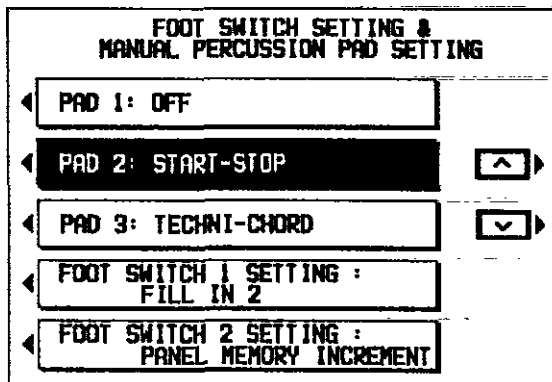 FOOT SWITCH SETTING &
MANUAL PERCUSSION PAD SETTING
PAD 1: OFF
PAD 2: START-STOP
PAD 3: TECHNI-CHORD
FOOT SWITCH 1 SETTING :
FILL IN 2
FOOT SWITCH 2 SETTING :
PANEL MEMORY INCREMENT